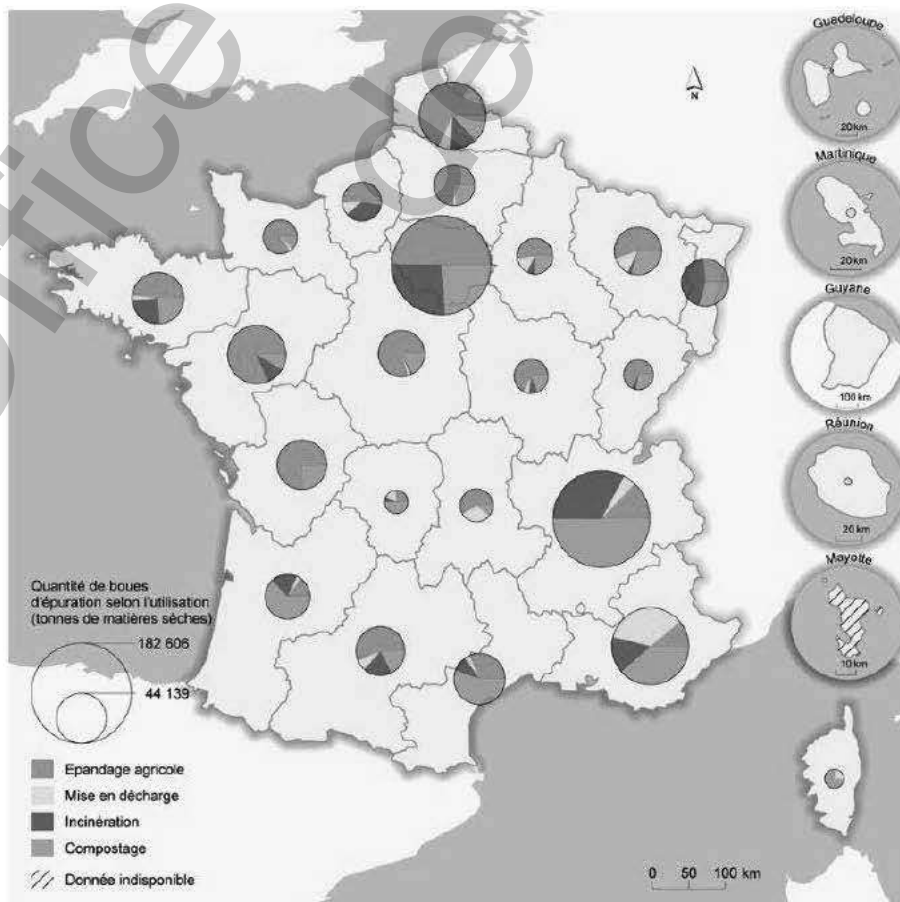 Office
de
N
Guadeloupe
20 km
Martinique
20 km
Guyane
100 km
Réunion
20 km
Mayotte
10 km
Quantité de boues
d'épuration selon l'utilisation
(tonnes de matières sèches)
182 606
44 139
Epandage agricole
Mise en décharge
Incinération
Compostage
Donnée indisponible
0 50 100 km